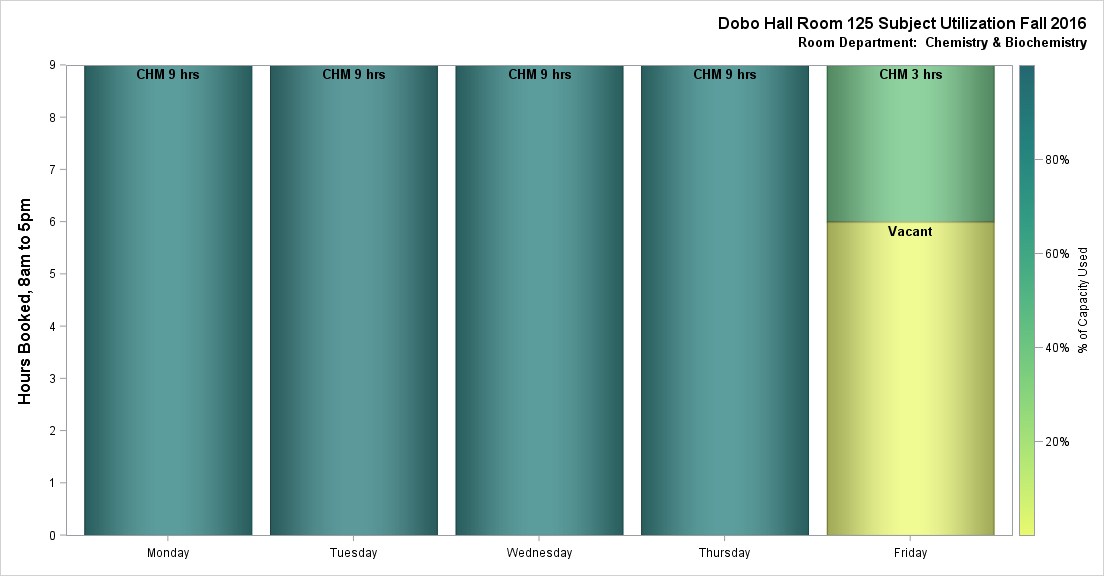 Dobo Hall Room 125 Subject Utilization Fall 2016
Room Department:  Chemistry & Biochemistry
Hours Booked, 8am to 5pm
9
8
7
6
5
4
3
2
1
0
CHM 9 hrs
CHM 9 hrs
CHM 9 hrs
CHM 9 hrs
CHM 3 hrs
Vacant
Monday
Tuesday
Wednesday
Thursday
Friday
80%
60%
40%
20%
% of Capacity Used